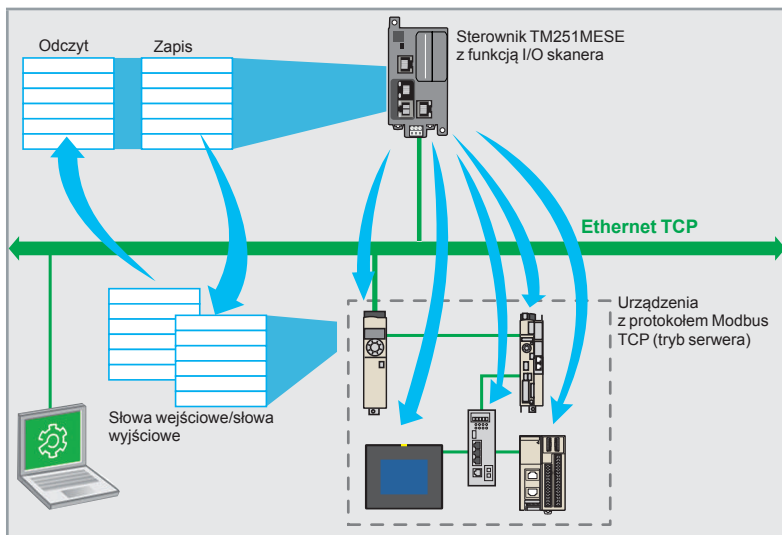 Odczyt
Zapis
Sterownik TM251MESE
z funkcją I/O skanera
Ethernet TCP
Urządzenia
z protokołem Modbus
TCP (tryb serwera)
Słowa wejściowe/słowa
wyjściowe